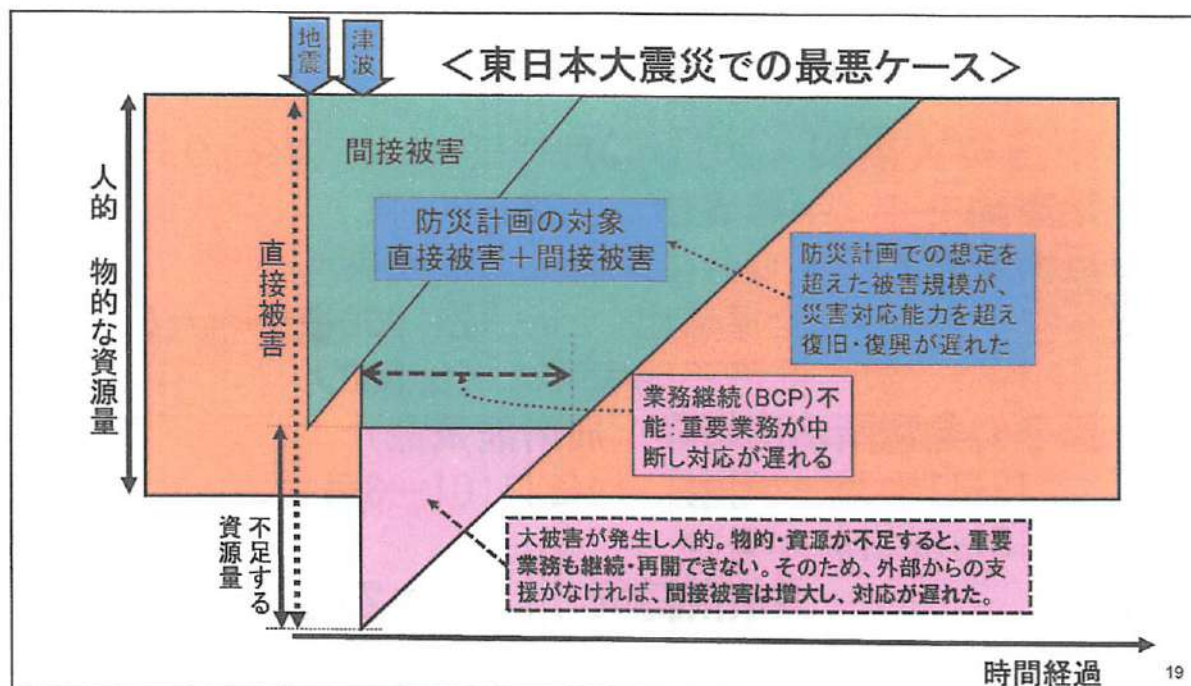 地震
津波
＜東日本大震災での最悪ケース＞
人的　物的な資源量
直接被害
間接被害
防災計画の対象
直接被害＋間接被害
防災計画での想定を
超えた被害規模が、
災害対応能力を超え
復旧・復興が遅れた
業務継続(BCP)不
能:重要業務が中
断し対応が遅れる
不足する
資源量
大被害が発生し人的。物的・資源が不足すると、重要
業務も継続・再開できない。そのため、外部からの支
援がなければ、間接被害は増大し、対応が遅れた。
時間経過
19